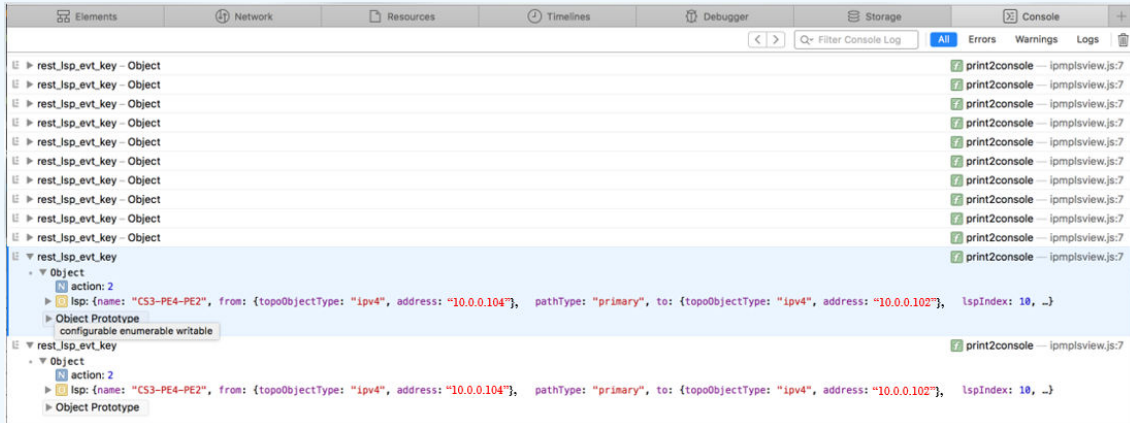 Elements Network Resources Timelines Debugger Storage Console +
< > Q Filter Console Log All Errors Warnings Logs
E ▶ rest_lsp_evt_key – Object f print2console — ipmplsview.js:7
E ▶ rest_lsp_evt_key – Object f print2console — ipmplsview.js:7
E ▶ rest_lsp_evt_key – Object f print2console — ipmplsview.js:7
E ▶ rest_lsp_evt_key – Object f print2console — ipmplsview.js:7
E ▶ rest_lsp_evt_key – Object f print2console — ipmplsview.js:7
E ▶ rest_lsp_evt_key – Object f print2console — ipmplsview.js:7
E ▶ rest_lsp_evt_key – Object f print2console — ipmplsview.js:7
E ▶ rest_lsp_evt_key – Object f print2console — ipmplsview.js:7
E ▶ rest_lsp_evt_key – Object f print2console — ipmplsview.js:7
E ▶ rest_lsp_evt_key – Object f print2console — ipmplsview.js:7
E ▼ rest_lsp_evt_key f print2console — ipmplsview.js:7
▼ Object
N action: 2
▶ O lsp: {name: "CS3-PE4-PE2", from: {topoObjectType: "ipv4", address: “10.0.0.104”}, pathType: "primary", to: {topoObjectType: "ipv4", address: “10.0.0.102”}, lspIndex: 10, …}
▶ Object Prototype
configurable enumerable writable
E ▼ rest_lsp_evt_key f print2console — ipmplsview.js:7
▼ Object
N action: 2
▶ O lsp: {name: "CS3-PE4-PE2", from: {topoObjectType: "ipv4", address: “10.0.0.104”}, pathType: "primary", to: {topoObjectType: "ipv4", address: “10.0.0.102”}, lspIndex: 10, …}
▶ Object Prototype